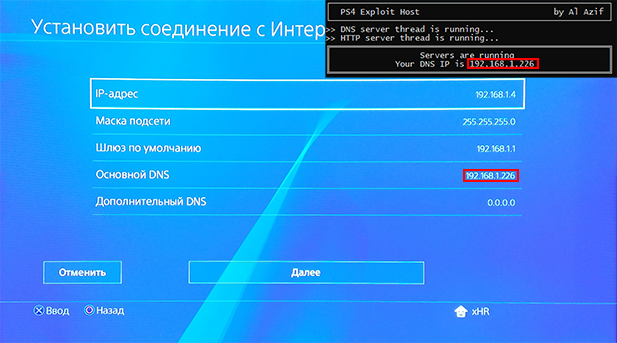 Установить соединение с Интер
PS4 Exploit Host by Al Azif
>> DNS server thread is running...
>> HTTP server thread is running...
Servers are running
Your DNS IP is 192.168.1.226
IP-адрес 192.168.1.4
Маска подсети 255.255.255.0
Шлюз по умолчанию 192.168.1.1
Основной DNS 192.168.1.226
Дополнительный DNS 0.0.0.0
Отменить Далее
Ввод Назад xHR